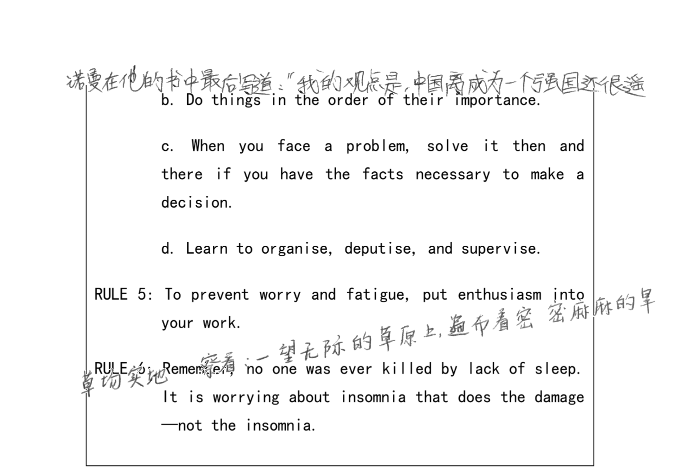 诺曼在他的书中最后写道："我的观点是,中国离成为一个强国还很遥
b. Do things in the order of their importance.
c. When you face a problem, solve it then and
there if you have the facts necessary to make a
decision.
d. Learn to organise, deputise, and supervise.
RULE 5: To prevent worry and fatigue, put enthusiasm into
your work.
草场实地 察看:一望无际的草原上,遍布着密 密麻麻的旱
RULE 6: Remember, no one was ever killed by lack of sleep.
It is worrying about insomnia that does the damage
—not the insomnia.